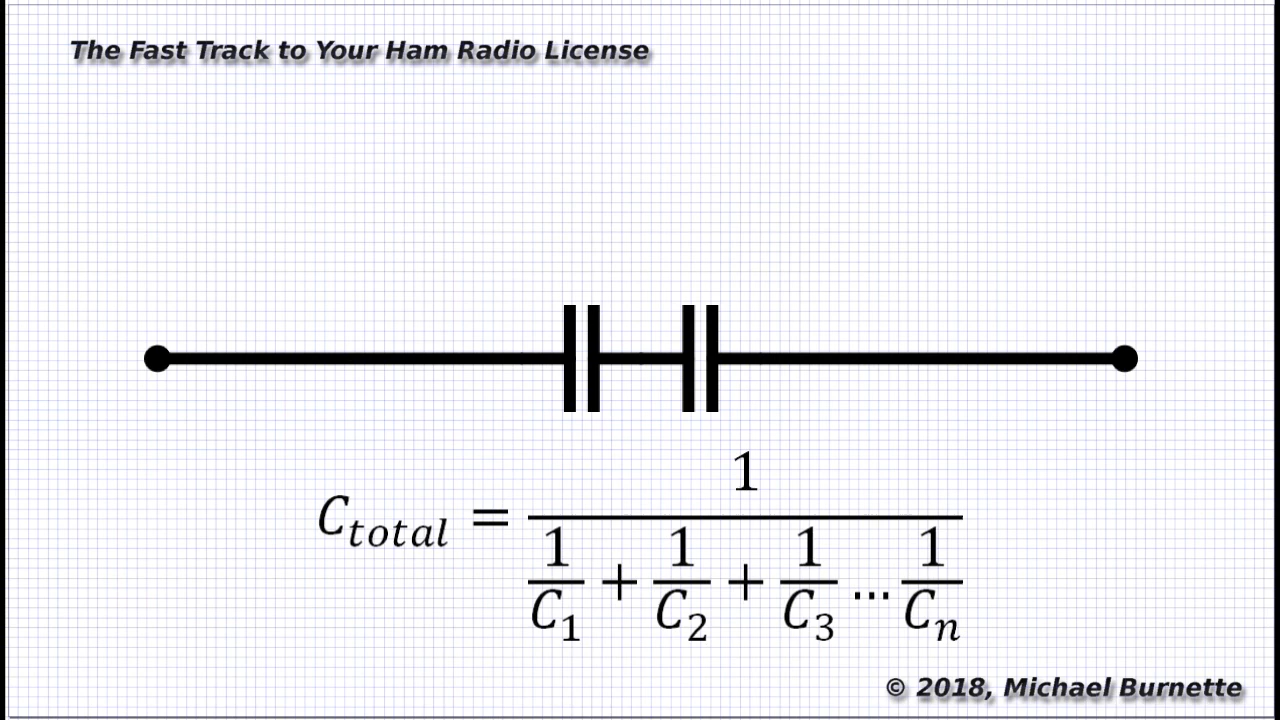 The Fast Track to Your Ham Radio License
C_total = 1 / (1/C_1 + 1/C_2 + 1/C_3 ... 1/C_n)
© 2018, Michael Burnette